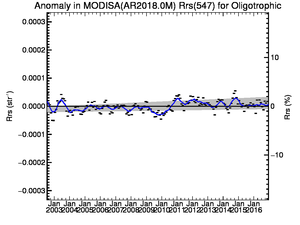 Anomaly in MODISA(AR2018.0M) Rrs(547) for Oligotrophic
0.0003
0.0002
0.0001
0.0000
-0.0001
-0.0002
-0.0003
Rrs (str⁻¹)
10
0
-10
Rrs (%)
Jan Jan Jan Jan Jan Jan Jan Jan Jan Jan Jan Jan Jan Jan
2003 2004 2005 2006 2007 2008 2009 2010 2011 2012 2013 2014 2015 2016